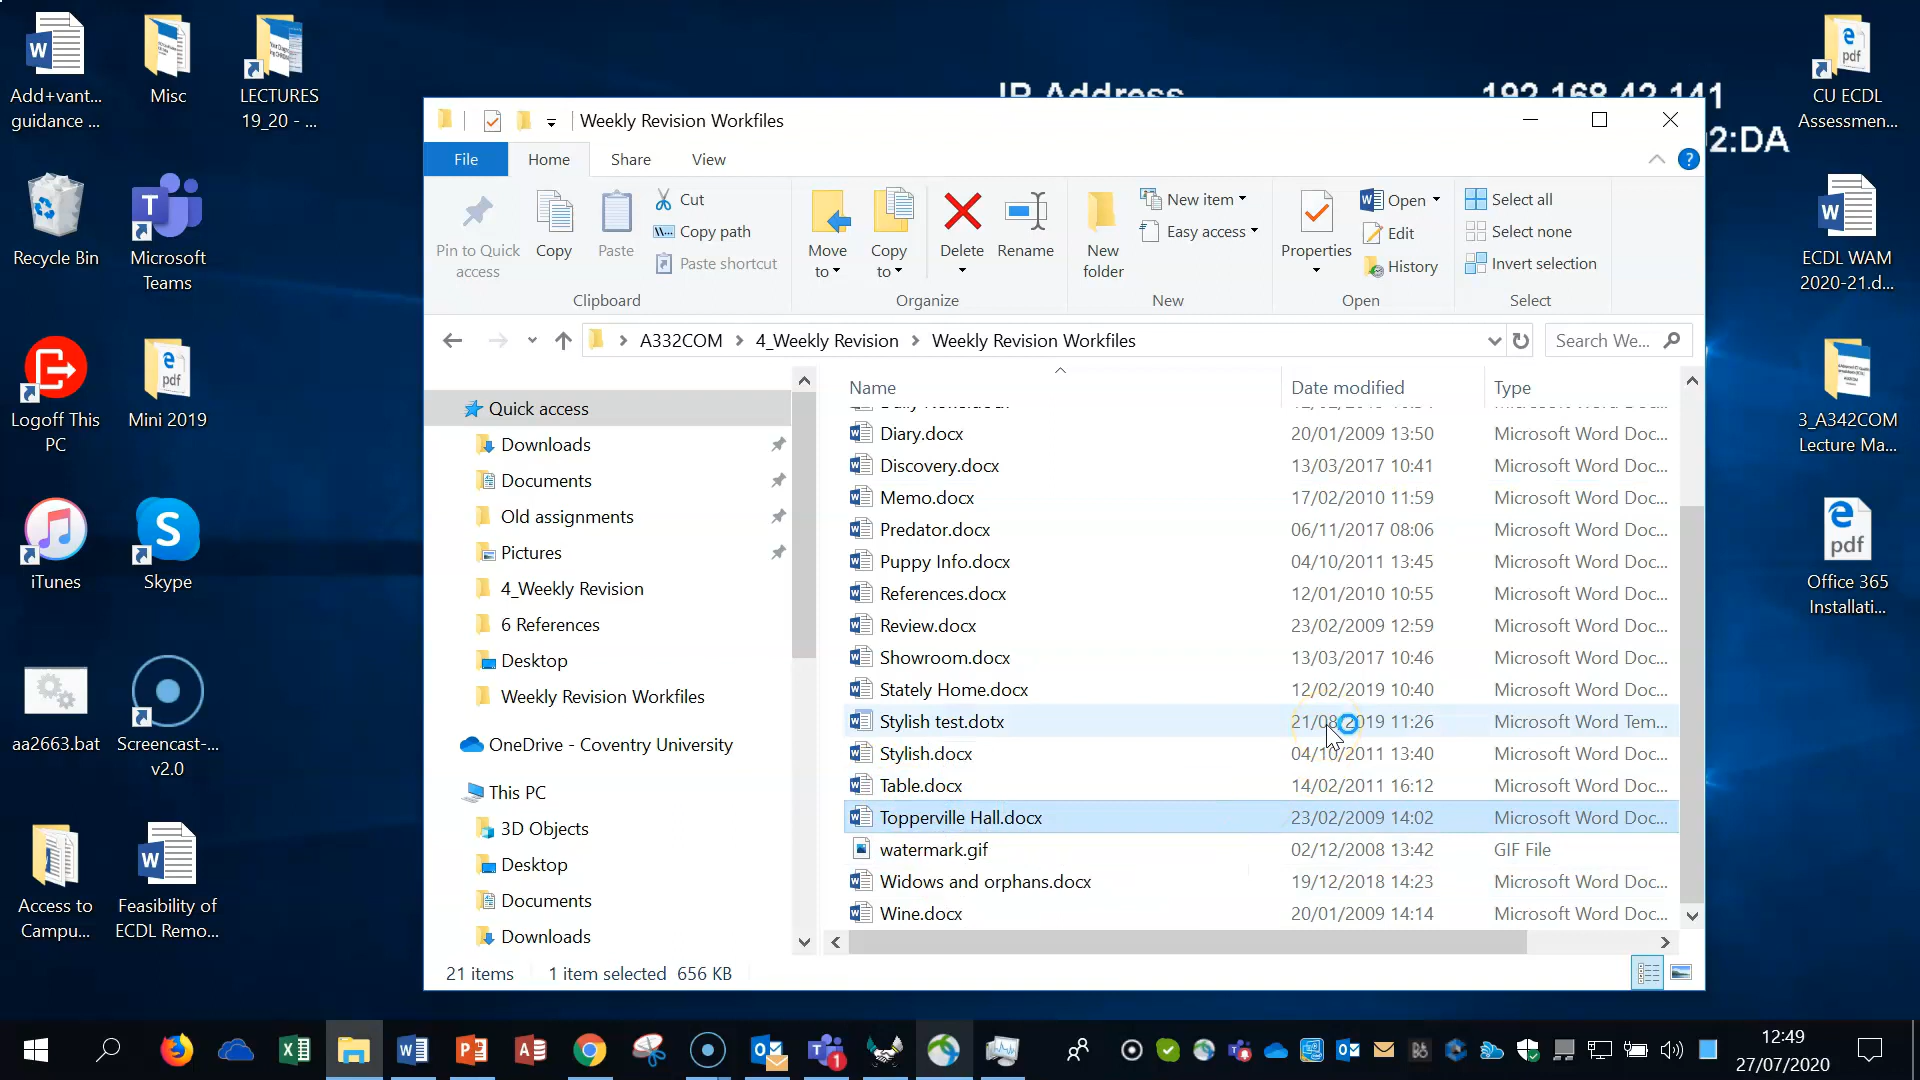 IP Address 192.168.42.141
2:DA
Add+vant...
guidance ...
Misc
LECTURES
19_20 - ...
Recycle Bin
Microsoft
Teams
Logoff This
PC
Mini 2019
iTunes
Skype
aa2663.bat
Screencast-...
v2.0
Access to
Campu...
Feasibility of
ECDL Remo...
CU ECDL
Assessmen...
ECDL WAM
2020-21.d...
3_A342COM
Lecture Ma...
pdf
Office 365
Installati...
Weekly Revision Workfiles
File
Home
Share
View
Pin to Quick
access
Copy
Paste
Cut
Copy path
Paste shortcut
Clipboard
Move
to
Copy
to
Delete
Rename
Organize
New
folder
New item
Easy access
New
Properties
Open
Edit
History
Open
Select all
Select none
Invert selection
Select
A332COM
4_Weekly Revision
Weekly Revision Workfiles
Search We...
Quick access
Downloads
Documents
Old assignments
Pictures
4_Weekly Revision
6 References
Desktop
Weekly Revision Workfiles
OneDrive - Coventry University
This PC
3D Objects
Desktop
Documents
Downloads
Name Date modified Type
Diary.docx 20/01/2009 13:50 Microsoft Word Doc...
Discovery.docx 13/03/2017 10:41 Microsoft Word Doc...
Memo.docx 17/02/2010 11:59 Microsoft Word Doc...
Predator.docx 06/11/2017 08:06 Microsoft Word Doc...
Puppy Info.docx 04/10/2011 13:45 Microsoft Word Doc...
References.docx 12/01/2010 10:55 Microsoft Word Doc...
Review.docx 23/02/2009 12:59 Microsoft Word Doc...
Showroom.docx 13/03/2017 10:46 Microsoft Word Doc...
Stately Home.docx 12/02/2019 10:40 Microsoft Word Doc...
Stylish test.dotx 21/08/2019 11:26 Microsoft Word Tem...
Stylish.docx 04/10/2011 13:40 Microsoft Word Doc...
Table.docx 14/02/2011 16:12 Microsoft Word Doc...
Topperville Hall.docx 23/02/2009 14:02 Microsoft Word Doc...
watermark.gif 02/12/2008 13:42 GIF File
Widows and orphans.docx 19/12/2018 14:23 Microsoft Word Doc...
Wine.docx 20/01/2009 14:14 Microsoft Word Doc...
21 items 1 item selected 656 KB
12:49
27/07/2020